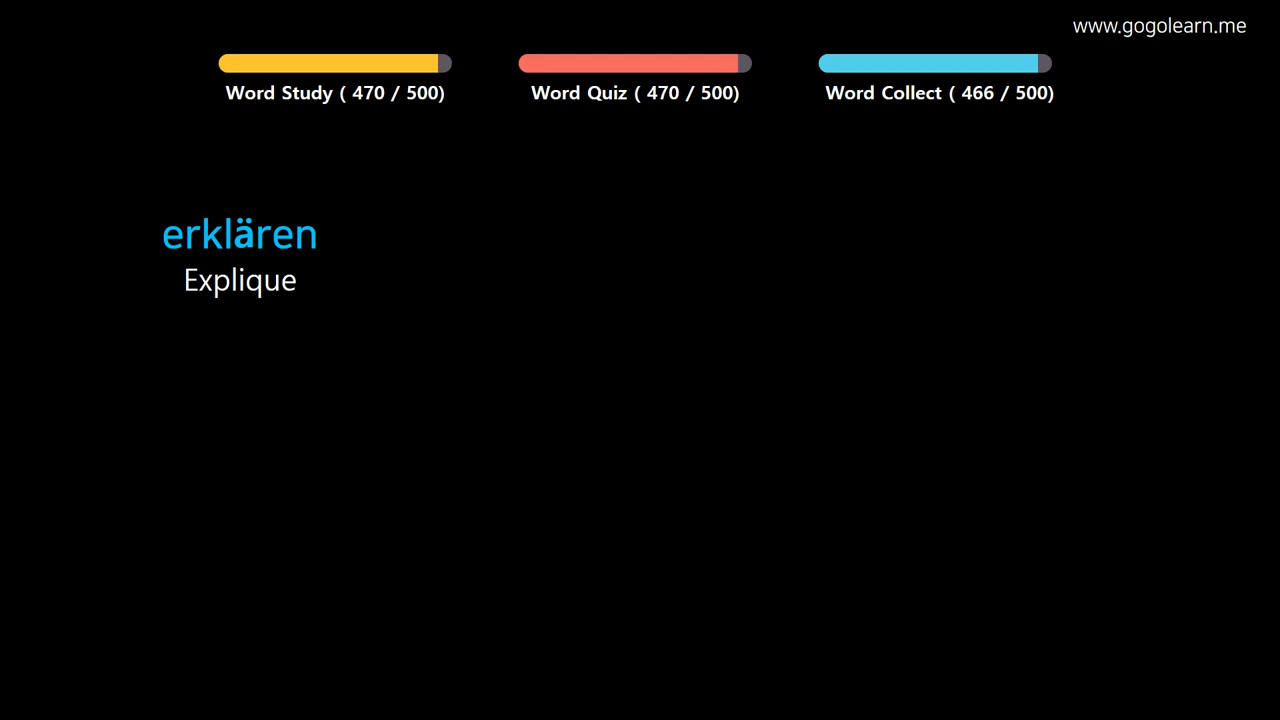 www.gogolearn.me
Word Study ( 470 / 500)
Word Quiz ( 470 / 500)
Word Collect ( 466 / 500)
erklären
Explique